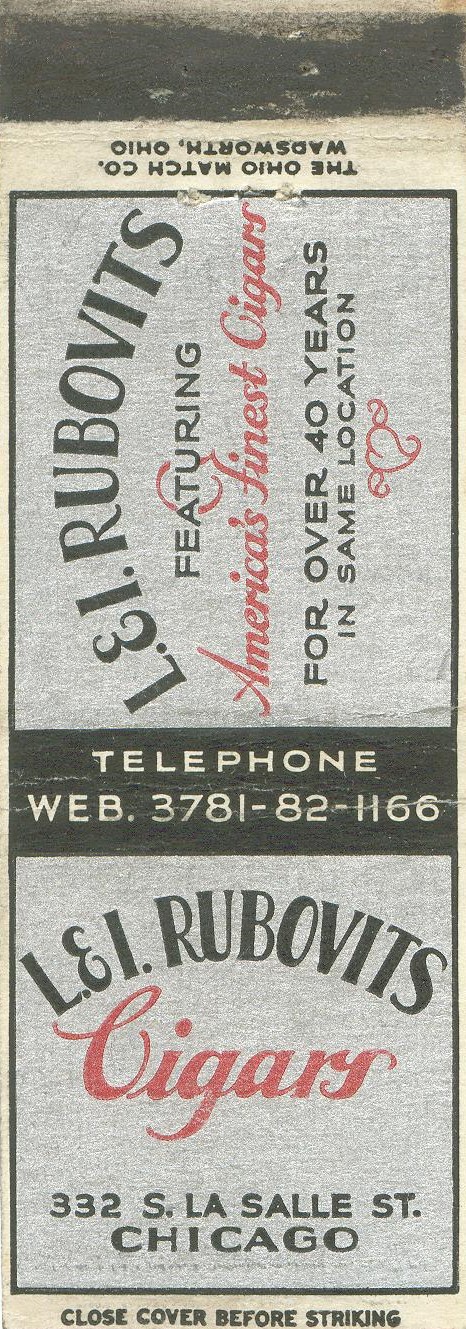 THE OHIO MATCH CO.
WADSWORTH, OHIO
L.&I. RUBOVITS
FEATURING
America's Finest Cigars
FOR OVER 40 YEARS
IN SAME LOCATION
TELEPHONE
WEB. 3781-82-1166
L.&I. RUBOVITS
Cigars
332 S. LA SALLE ST.
CHICAGO
CLOSE COVER BEFORE STRIKING